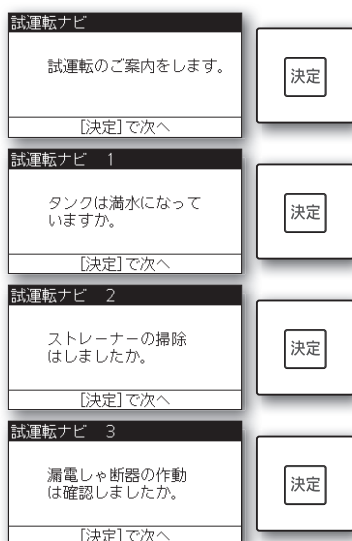 試運転ナビ
試運転のご案内をします。
[決定]で次へ
決定
試運転ナビ 1
タンクは満水になって
いますか。
[決定]で次へ
決定
試運転ナビ 2
ストレーナーの掃除
はしましたか。
[決定]で次へ
決定
試運転ナビ 3
漏電しゃ断器の作動
は確認しましたか。
[決定]で次へ
決定